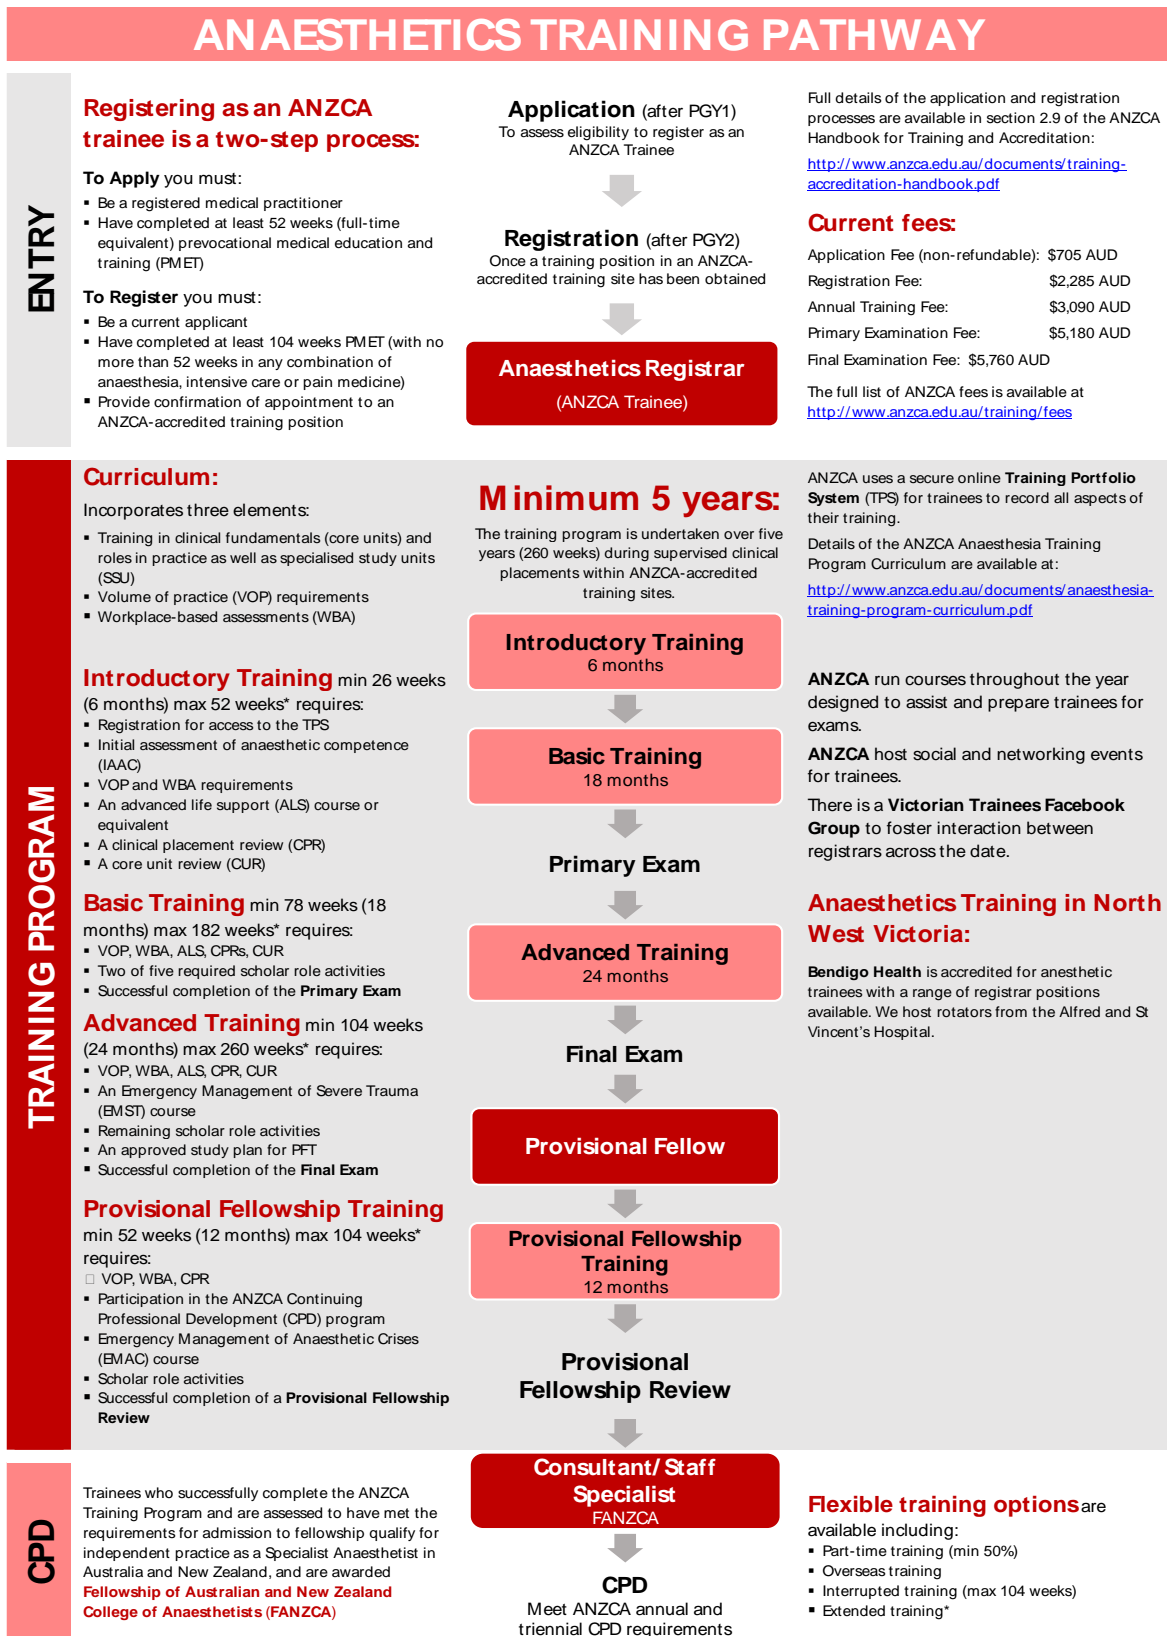 ANAESTHETICS TRAINING PATHWAY
ENTRY
Registering as an ANZCA
trainee is a two-step process:
To Apply you must:
▪ Be a registered medical practitioner
▪ Have completed at least 52 weeks (full-time
equivalent) prevocational medical education and
training (PMET)
To Register you must:
▪ Be a current applicant
▪ Have completed at least 104 weeks PMET (with no
more than 52 weeks in any combination of
anaesthesia, intensive care or pain medicine)
▪ Provide confirmation of appointment to an
ANZCA-accredited training position
Application (after PGY1)
To assess eligibility to register as an
ANZCA Trainee
Registration (after PGY2)
Once a training position in an ANZCA-
accredited training site has been obtained
Anaesthetics Registrar
(ANZCA Trainee)
Full details of the application and registration
processes are available in section 2.9 of the ANZCA
Handbook for Training and Accreditation:
http://www.anzca.edu.au/documents/training-
accreditation-handbook.pdf
Current fees:
Application Fee (non-refundable): $705 AUD
Registration Fee: $2,285 AUD
Annual Training Fee: $3,090 AUD
Primary Examination Fee: $5,180 AUD
Final Examination Fee: $5,760 AUD
The full list of ANZCA fees is available at
http://www.anzca.edu.au/training/fees
TRAINING PROGRAM
Curriculum:
Incorporates three elements:
▪ Training in clinical fundamentals (core units) and
roles in practice as well as specialised study units
(SSU)
▪ Volume of practice (VOP) requirements
▪ Workplace-based assessments (WBA)
Introductory Training min 26 weeks
(6 months) max 52 weeks* requires:
▪ Registration for access to the TPS
▪ Initial assessment of anaesthetic competence
(IAAC)
▪ VOP and WBA requirements
▪ An advanced life support (ALS) course or
equivalent
▪ A clinical placement review (CPR)
▪ A core unit review (CUR)
Basic Training min 78 weeks (18
months) max 182 weeks* requires:
▪ VOP, WBA, ALS, CPRs, CUR
▪ Two of five required scholar role activities
▪ Successful completion of the Primary Exam
Advanced Training min 104 weeks
(24 months) max 260 weeks* requires:
▪ VOP, WBA, ALS, CPR, CUR
▪ An Emergency Management of Severe Trauma
(EMST) course
▪ Remaining scholar role activities
▪ An approved study plan for PFT
▪ Successful completion of the Final Exam
Provisional Fellowship Training
min 52 weeks (12 months) max 104 weeks*
requires:
□ VOP, WBA, CPR
▪ Participation in the ANZCA Continuing
Professional Development (CPD) program
▪ Emergency Management of Anaesthetic Crises
(EMAC) course
▪ Scholar role activities
▪ Successful completion of a Provisional Fellowship
Review
Minimum 5 years:
The training program is undertaken over five
years (260 weeks) during supervised clinical
placements within ANZCA-accredited
training sites.
Introductory Training
6 months
Basic Training
18 months
Primary Exam
Advanced Training
24 months
Final Exam
Provisional Fellow
Provisional Fellowship
Training
12 months
Provisional
Fellowship Review
ANZCA uses a secure online Training Portfolio
System (TPS) for trainees to record all aspects of
their training.
Details of the ANZCA Anaesthesia Training
Program Curriculum are available at:
http://www.anzca.edu.au/documents/anaesthesia-
training-program-curriculum.pdf
ANZCA run courses throughout the year
designed to assist and prepare trainees for
exams.
ANZCA host social and networking events
for trainees.
There is a Victorian Trainees Facebook
Group to foster interaction between
registrars across the date.
Anaesthetics Training in North
West Victoria:
Bendigo Health is accredited for anesthetic
trainees with a range of registrar positions
available. We host rotators from the Alfred and St
Vincent's Hospital.
CPD
Trainees who successfully complete the ANZCA
Training Program and are assessed to have met the
requirements for admission to fellowship qualify for
independent practice as a Specialist Anaesthetist in
Australia and New Zealand, and are awarded
Fellowship of Australian and New Zealand
College of Anaesthetists (FANZCA)
Consultant/Staff
Specialist
FANZCA
CPD
Meet ANZCA annual and
triennial CPD requirements
Flexible training options are
available including:
▪ Part-time training (min 50%)
▪ Overseas training
▪ Interrupted training (max 104 weeks)
▪ Extended training*